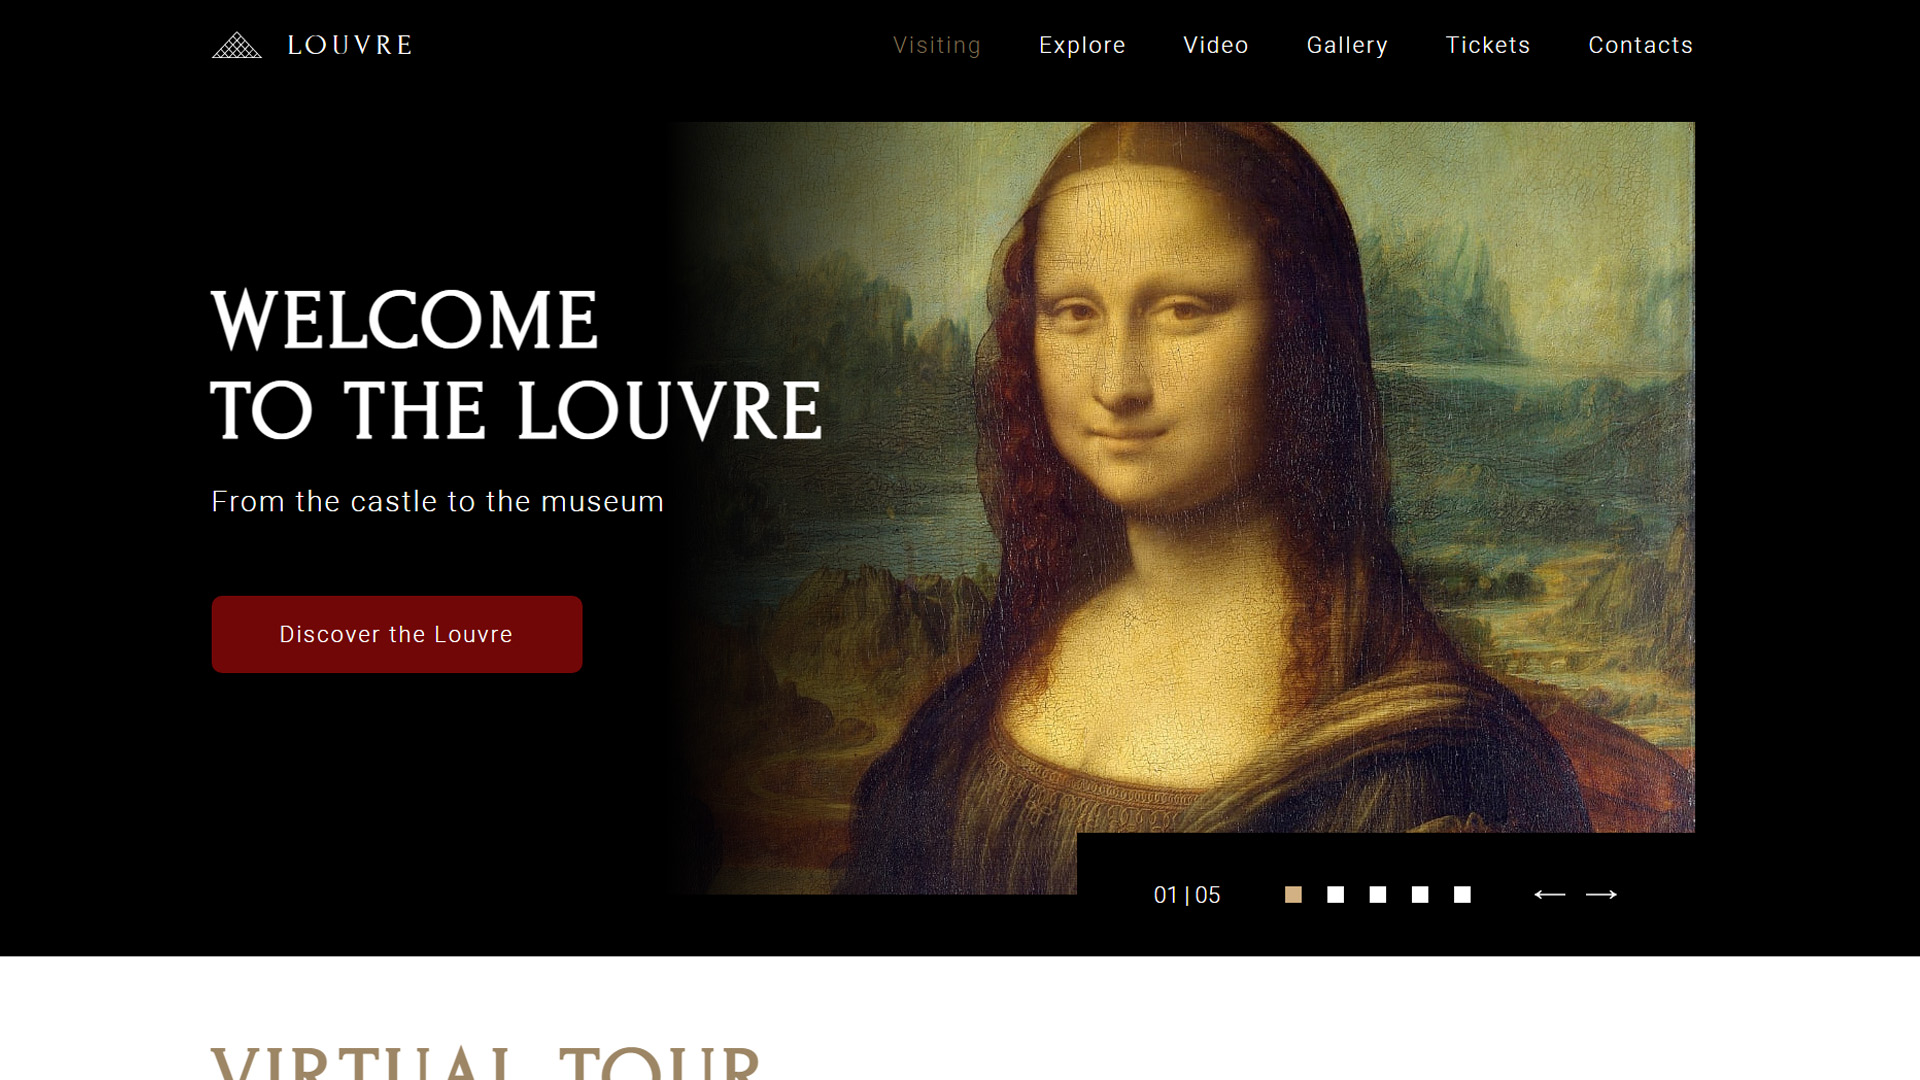 LOUVRE
Visiting Explore Video Gallery Tickets Contacts
WELCOME
TO THE LOUVRE
From the castle to the museum
Discover the Louvre
01 | 05
VIRTUAL TOUR